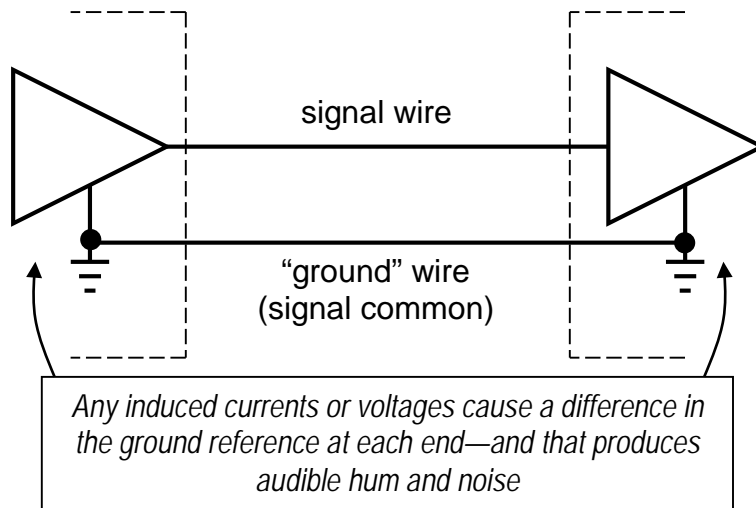 signal wire
“ground” wire
(signal common)
Any induced currents or voltages cause a difference in
the ground reference at each end—and that produces
audible hum and noise